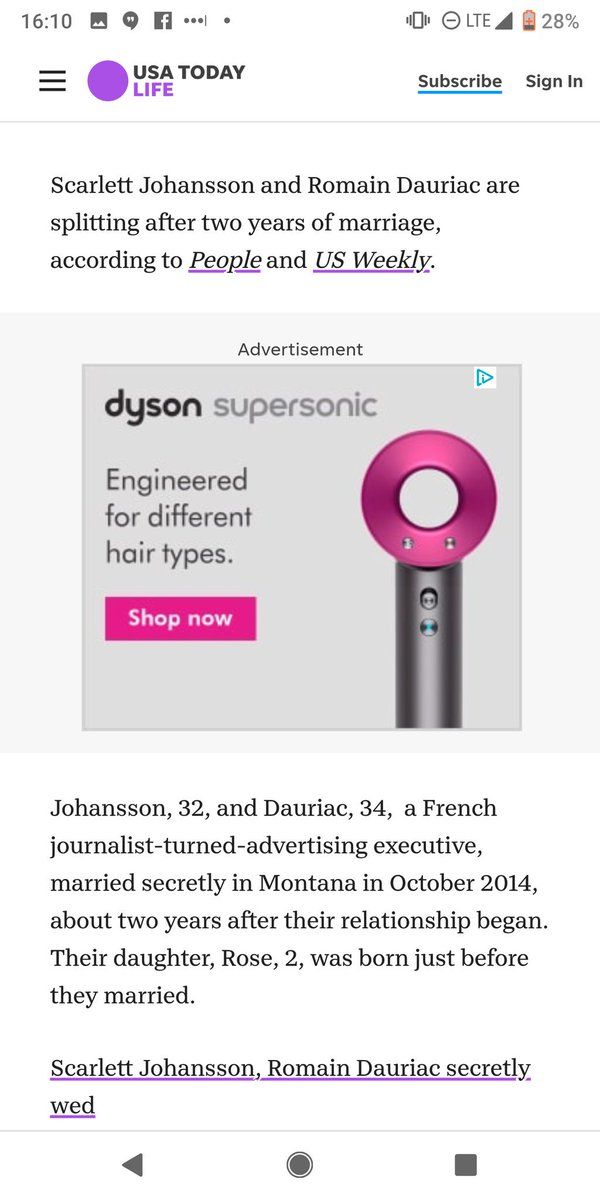 16:10 LTE 28%
USA TODAY
LIFE
Subscribe Sign In
Scarlett Johansson and Romain Dauriac are
splitting after two years of marriage,
according to People and US Weekly.
Advertisement
dyson supersonic
Engineered
for different
hair types.
Shop now
Johansson, 32, and Dauriac, 34,  a French
journalist-turned-advertising executive,
married secretly in Montana in October 2014,
about two years after their relationship began.
Their daughter, Rose, 2, was born just before
they married.
Scarlett Johansson, Romain Dauriac secretly
wed